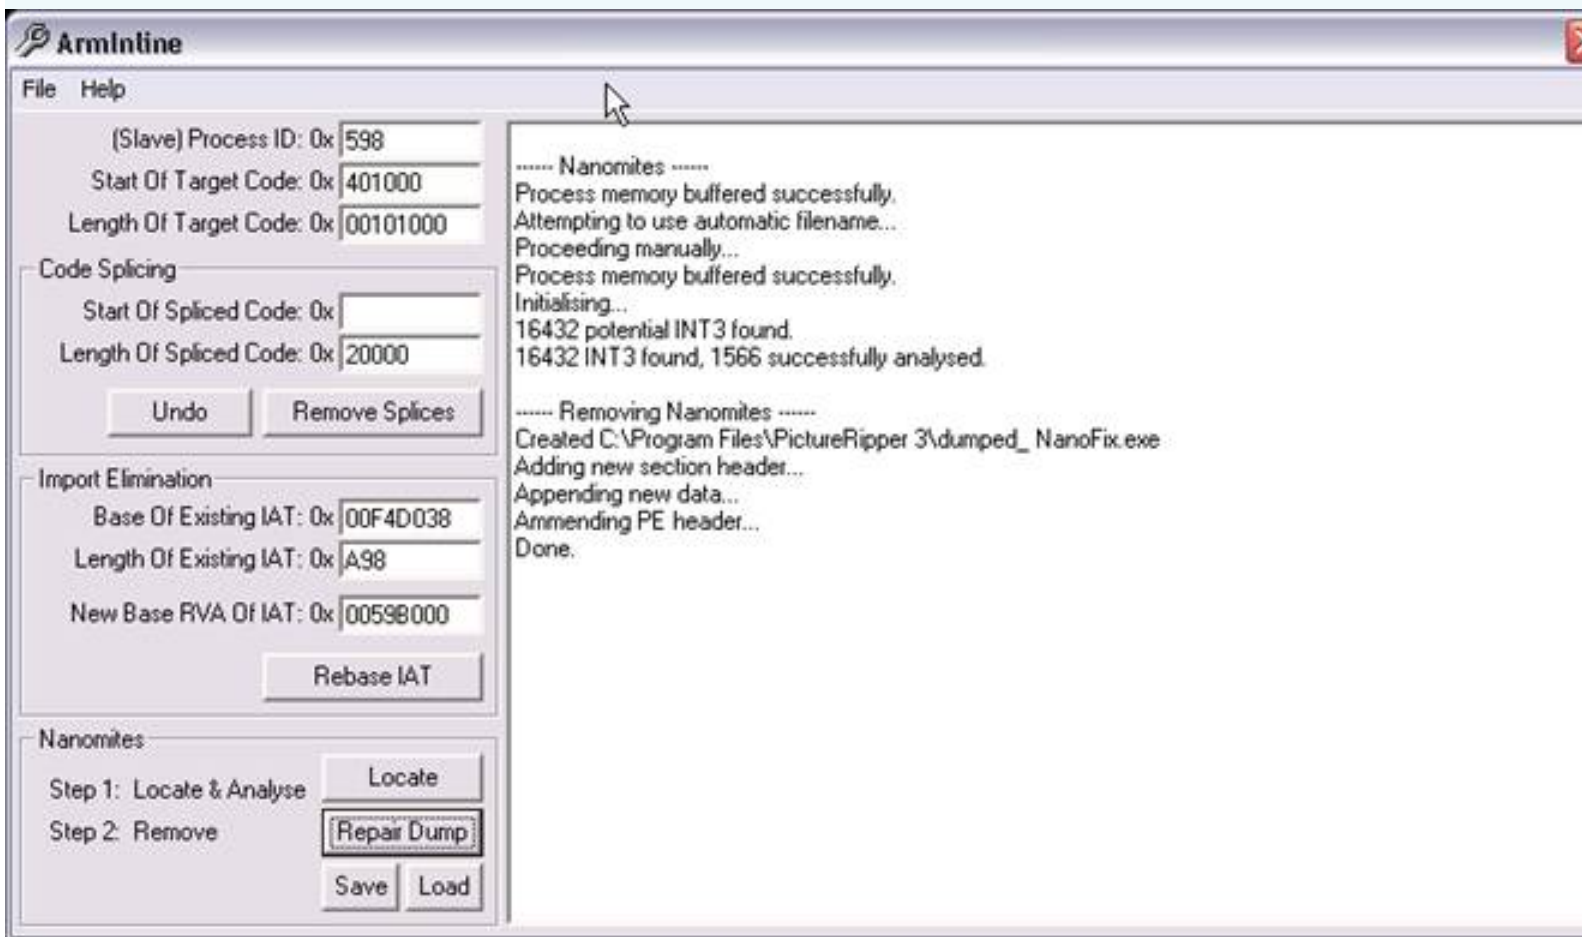 ArmInline
File Help
(Slave) Process ID: 0x 598
Start Of Target Code: 0x 401000
Length Of Target Code: 0x 00101000
Code Splicing
Start Of Spliced Code: 0x
Length Of Spliced Code: 0x 20000
Undo Remove Splices
Import Elimination
Base Of Existing IAT: 0x 00F4D038
Length Of Existing IAT: 0x A98
New Base RVA Of IAT: 0x 0059B000
Rebase IAT
Nanomites
Step 1: Locate & Analyse Locate
Step 2: Remove Repair Dump
Save Load
------ Nanomites ------
Process memory buffered successfully.
Attempting to use automatic filename...
Proceeding manually...
Process memory buffered successfully.
Initialising...
16432 potential INT3 found.
16432 INT3 found, 1566 successfully analysed.
------ Removing Nanomites ------
Created C:\Program Files\PictureRipper 3\dumped_ NanoFix.exe
Adding new section header...
Appending new data...
Ammending PE header...
Done.